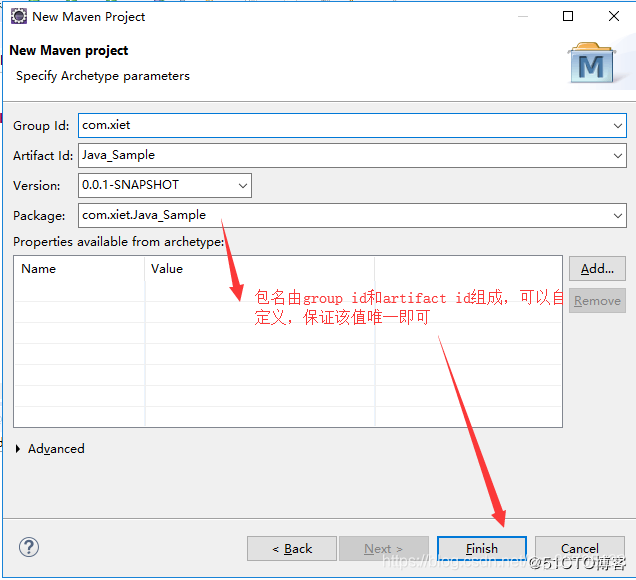 New Maven Project
New Maven project
Specify Archetype parameters
M
Group Id: com.xiet
Artifact Id: Java_Sample
Version: 0.0.1-SNAPSHOT
Package: com.xiet.Java_Sample
Properties available from archetype:
Name Value
Add...
Remove
包名由group id和artifact id组成，可以自
定义，保证该值唯一即可
Advanced
? < Back Next > Finish Cancel
@51CTO博客